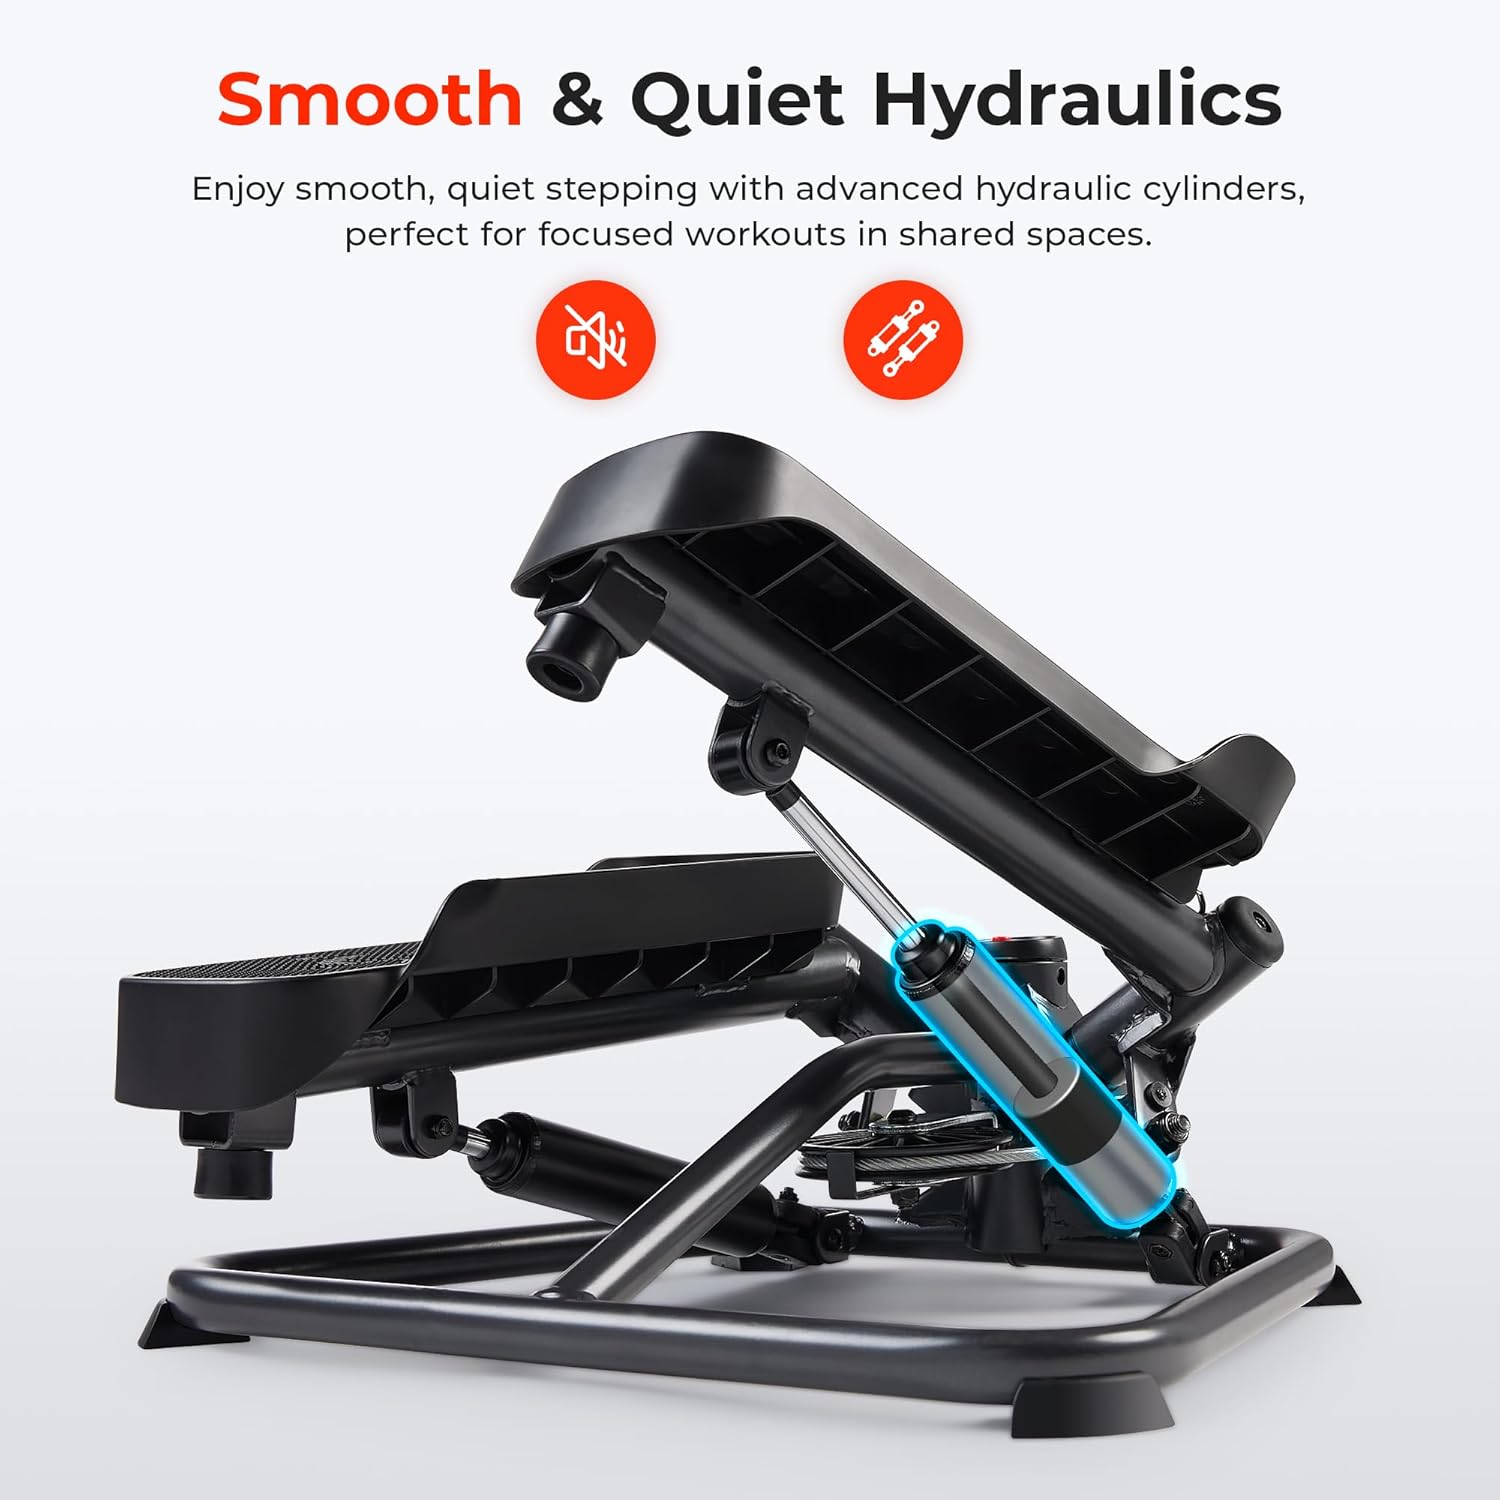 Smooth & Quiet Hydraulics
Enjoy smooth, quiet stepping with advanced hydraulic cylinders,
perfect for focused workouts in shared spaces.